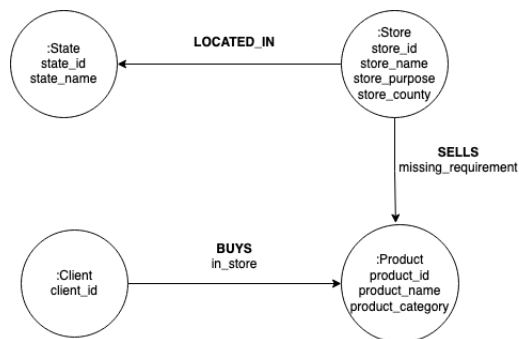 LOCATED_IN
:State
state_id
state_name
:Store
store_id
store_name
store_purpose
store_county
SELLS
missing_requirement
BUYS
in_store
:Client
client_id
:Product
product_id
product_name
product_category